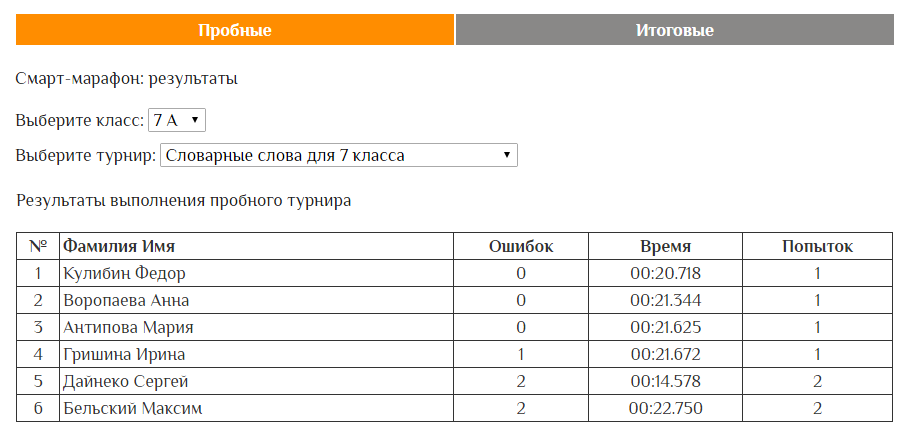 Пробные Итоговые
Смарт-марафон: результаты
Выберите класс: 7 А
Выберите турнир: Словарные слова для 7 класса
Результаты выполнения пробного турнира
№ Фамилия Имя Ошибок Время Попыток
1 Кулибин Федор 0 00:20.718 1
2 Воропаева Анна 0 00:21.344 1
3 Антипова Мария 0 00:21.625 1
4 Гришина Ирина 1 00:21.672 1
5 Дайнеко Сергей 2 00:14.578 2
6 Бельский Максим 2 00:22.750 2